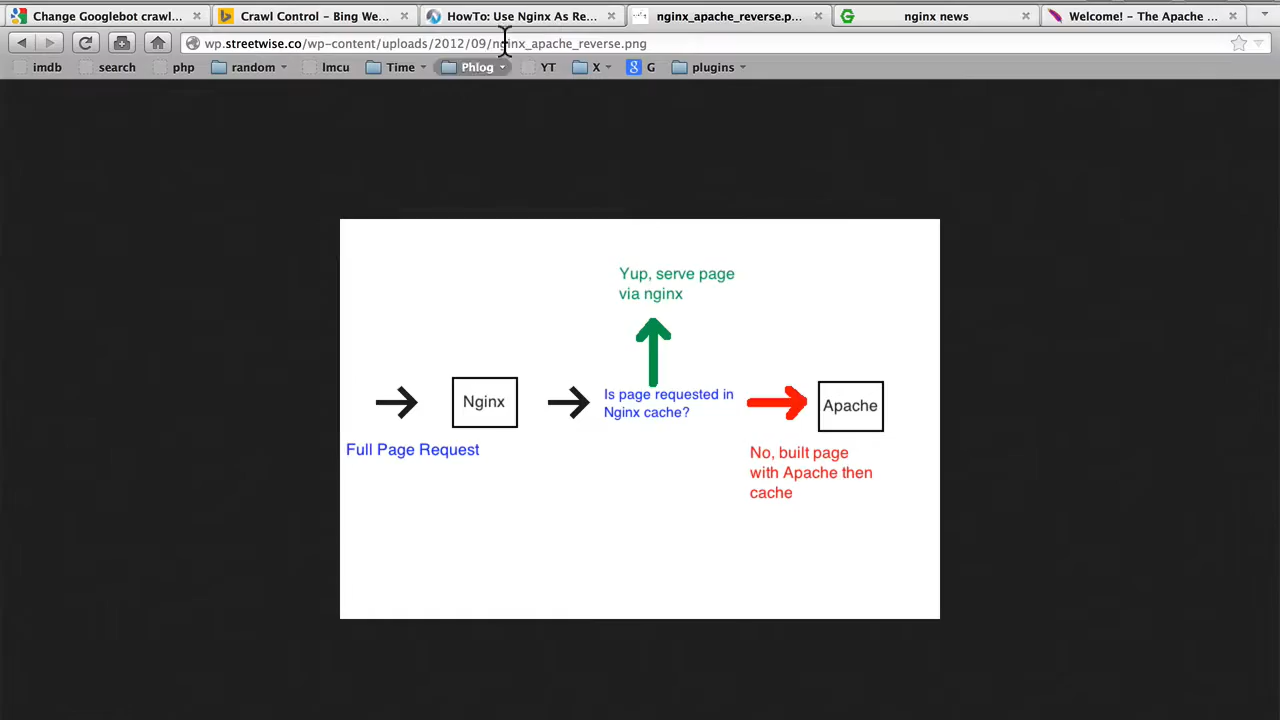 Change Googlebot crawl...
Crawl Control - Bing We...
HowTo: Use Nginx As Re...
nginx_apache_reverse.p...
nginx news
Welcome! - The Apache ...
wp.streetwise.co/wp-content/uploads/2012/09/nginx_apache_reverse.png
imdb
search
php
random
lmcu
Time
Phlog
YT
X
G
plugins
Yup, serve page
via nginx
Nginx
Is page requested in
Nginx cache?
Apache
Full Page Request
No, built page
with Apache then
cache